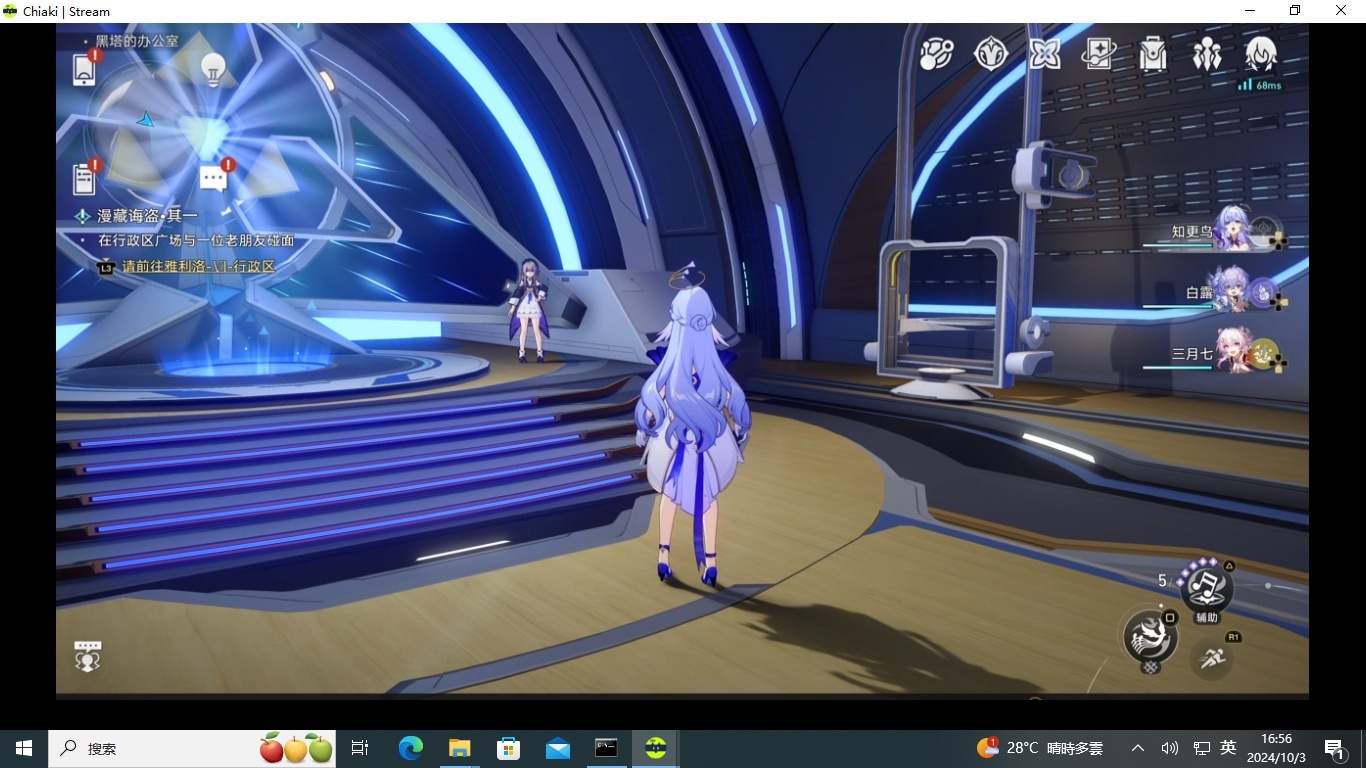 Chiaki | Stream
黑塔的办公室
68ms
漫藏诲盗•其一
在行政区广场与一位老朋友碰面
L3 请前往雅利洛-VI-行政区
知更鸟
白露
三月七
5
辅助
R1
搜索
1
28°C 晴時多雲
英
16:56
2024/10/3
1